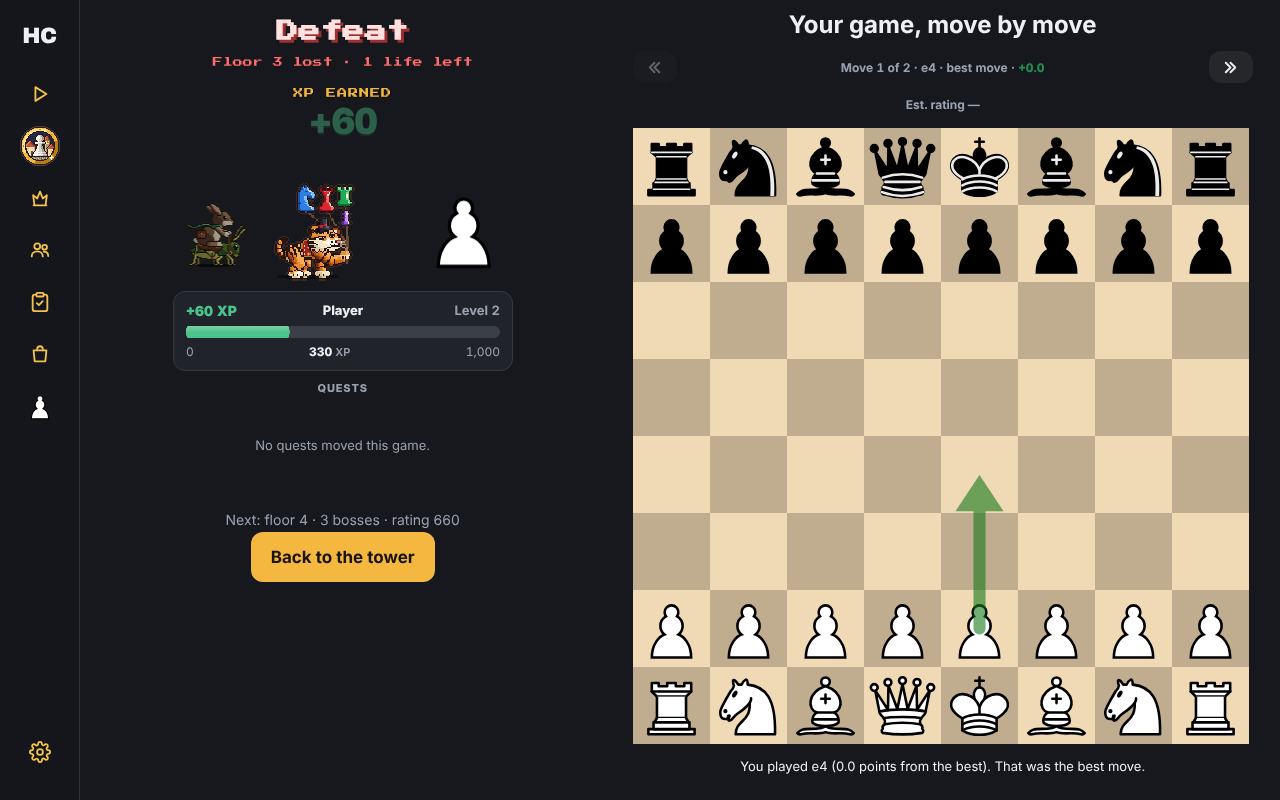 HC
Defeat
Floor 3 lost · 1 life left
XP EARNED
+60
+60 XP Player Level 2
0 330 XP 1,000
QUESTS
No quests moved this game.
Next: floor 4 · 3 bosses · rating 660
Back to the tower
Your game, move by move
Move 1 of 2 · e4 · best move · +0.0
Est. rating —
You played e4 (0.0 points from the best). That was the best move.